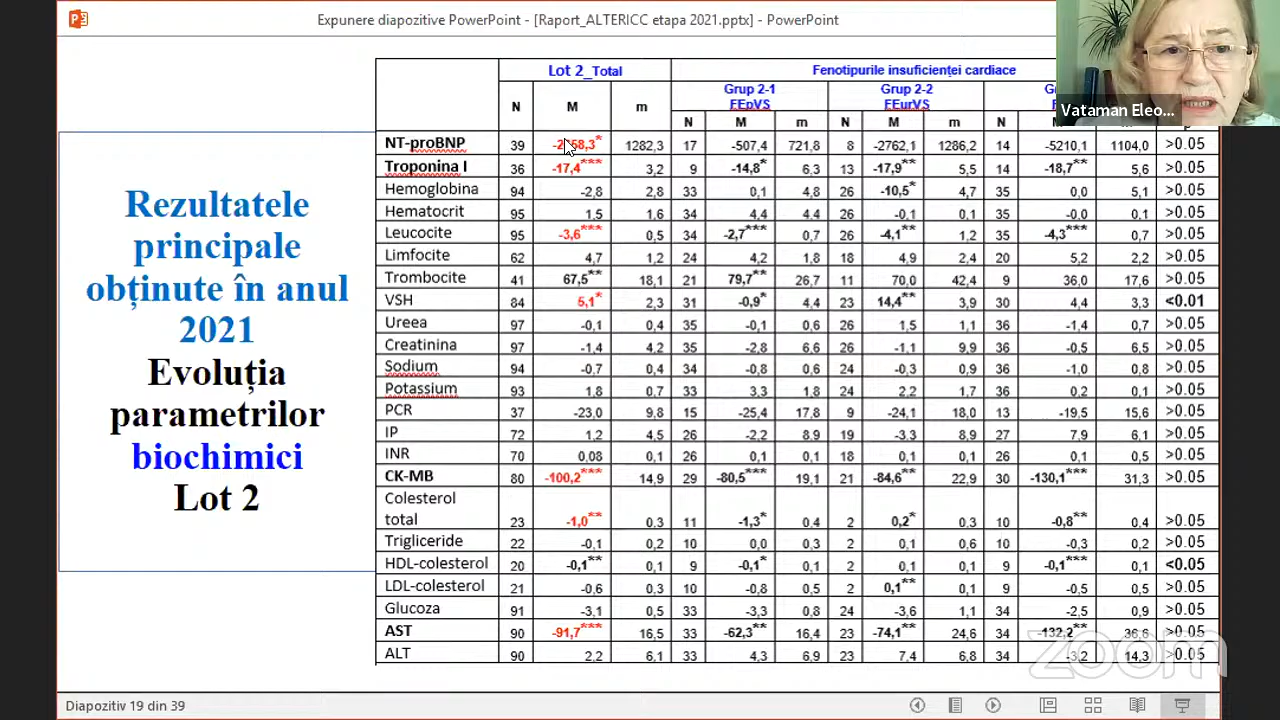 Expunere diapozitive PowerPoint - [Raport_ALTERICC etapa 2021.pptx] - PowerPoint
Vataman Eleo...
Rezultatele
principale
obținute în anul
2021
Evoluția
parametrilor
biochimici
Lot 2
Lot 2_Total Fenotipurile insuficienței cardiace
Grup 2-1 Grup 2-2
FEpVS FEurVS
N M m N M m N M m N
NT-proBNP 39 1282,3 17 -507,4 721,8 8 -2762,1 1286,2 14 -5210,1 1104,0 >0.05
Troponina I 36 -17,4*** 3,2 9 -14,8* 6,3 13 -17,9** 5,5 14 -18,7** 5,6 >0.05
Hemoglobina 94 -2,8 2,8 33 0,1 4,8 26 -10,5* 4,7 35 0,0 5,1 >0.05
Hematocrit 95 1,5 1,6 34 4,4 4,4 26 -0,1 0,1 35 -0,0 0,1 >0.05
Leucocite 95 -3,6*** 0,5 34 -2,7*** 0,7 26 -4,1** 1,2 35 -4,3*** 0,7 >0.05
Limfocite 62 4,7 1,2 24 4,2 1,8 18 4,9 2,4 20 5,2 2,2 >0.05
Trombocite 41 67,5** 18,1 21 79,7** 26,7 11 70,0 42,4 9 36,0 17,6 >0.05
VSH 84 5,1* 2,3 31 -0,9* 4,4 23 14,4** 3,9 30 4,4 3,3 <0.01
Ureea 97 -0,1 0,4 35 -0,1 0,6 26 1,5 1,1 36 -1,4 0,7 >0.05
Creatinina 97 -1,4 4,2 35 -2,8 6,6 26 -1,1 9,9 36 -0,5 6,5 >0.05
Sodium 94 -0,7 0,4 34 -0,8 0,6 24 -0,3 0,9 36 -1,0 0,8 >0.05
Potassium 93 1,8 0,7 33 3,3 1,8 24 2,2 1,7 36 0,2 0,1 >0.05
PCR 37 -23,0 9,8 15 -25,4 17,8 9 -24,1 18,0 13 -19,5 15,6 >0.05
IP 72 1,2 4,5 26 -2,2 8,9 19 -3,3 8,9 27 7,9 6,1 >0.05
INR 70 0,08 0,1 26 0,1 0,1 18 0,1 0,1 26 0,1 0,5 >0.05
CK-MB 80 -100,2*** 14,9 29 -80,5*** 19,1 21 -84,6** 22,9 30 -130,1*** 31,3 >0.05
Colesterol
total 23 -1,0** 0,3 11 -1,3* 0,4 2 0,2* 0,3 10 -0,8** 0,4 >0.05
Trigliceride 22 -0,1 0,2 10 0,0 0,3 2 0,1 0,6 10 -0,3 0,2 >0.05
HDL-colesterol 20 -0,1** 0,1 9 -0,1* 0,1 2 0,1 0,1 9 -0,1*** 0,1 <0.05
LDL-colesterol 21 -0,6 0,3 10 -0,8 0,5 2 0,1** 0,1 9 -0,5 0,5 >0.05
Glucoza 91 -3,1 0,5 33 -3,3 0,8 24 -3,6 1,1 34 -2,5 0,9 >0.05
AST 90 -91,7*** 16,5 33 -62,3** 16,4 23 -74,1** 24,6 34 -132,2** 36,6 >0.05
ALT 90 2,2 6,1 33 4,3 6,9 23 7,4 6,8 34 -3,2 14,3 >0.05
zoom
Diapozitiv 19 din 39